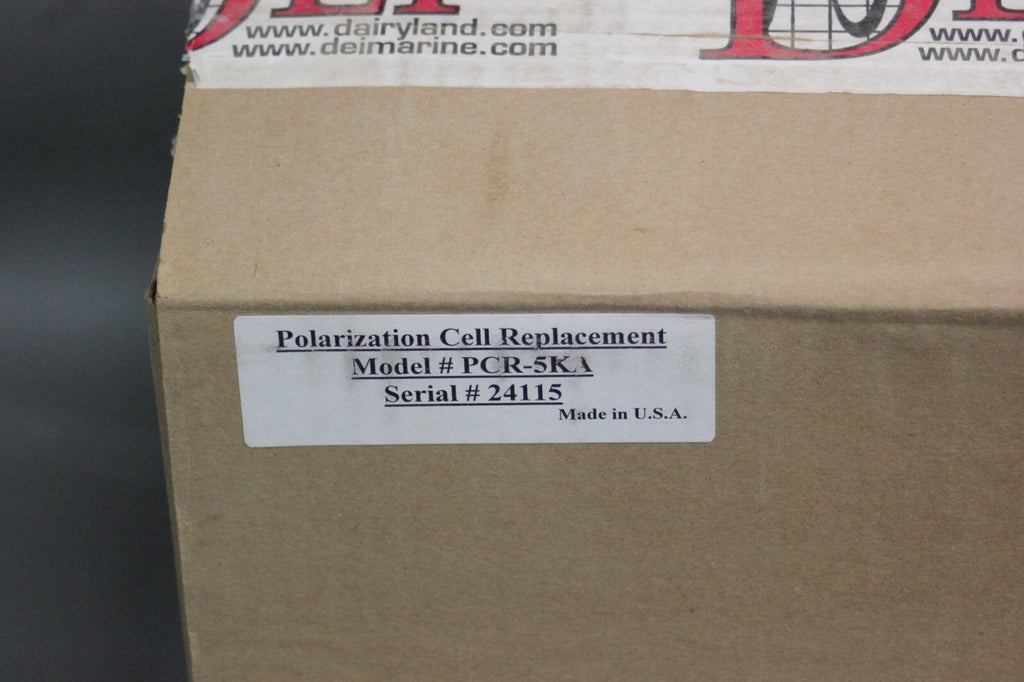 www.dairyland.com
www.deimarine.com
Polarization Cell Replacement
Model # PCR-5KA
Serial # 24115
Made in U.S.A.